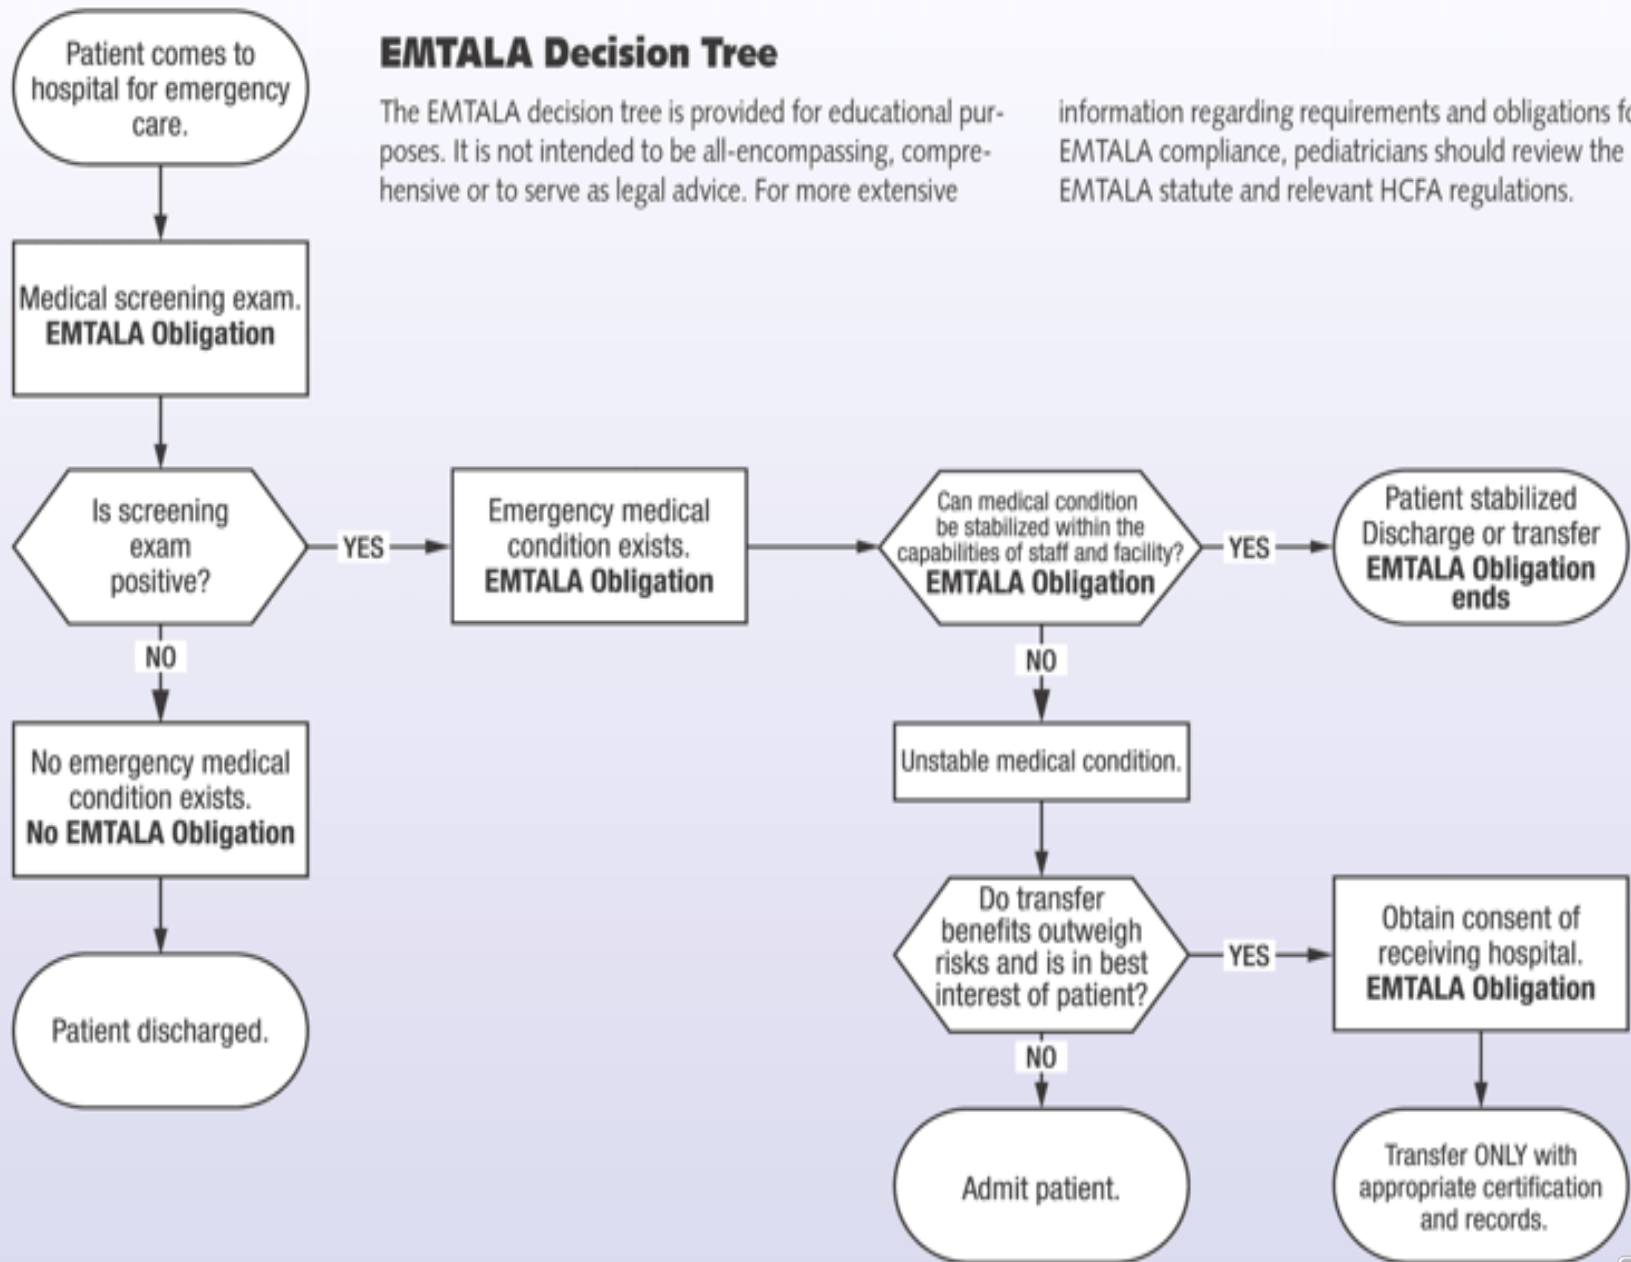 Patient comes to
hospital for emergency
care.
EMTALA Decision Tree
The EMTALA decision tree is provided for educational pur-
poses. It is not intended to be all-encompassing, compre-
hensive or to serve as legal advice. For more extensive
information regarding requirements and obligations
EMTALA compliance, pediatricians should review the
EMTALA statute and relevant HCFA regulations.
Medical screening exam.
EMTALA Obligation
Is screening
exam
positive?
YES
Emergency medical
condition exists.
EMTALA Obligation
Can medical condition
be stabilized within the
capabilities of staff and facility?
EMTALA Obligation
YES
Patient stabilized
Discharge or transfer
EMTALA Obligation
ends
NO
NO
No emergency medical
condition exists.
No EMTALA Obligation
Unstable medical condition.
Do transfer
benefits outweigh
risks and is in best
interest of patient?
YES
Obtain consent of
receiving hospital.
EMTALA Obligation
Patient discharged.
NO
Admit patient.
Transfer ONLY with
appropriate certification
and records.